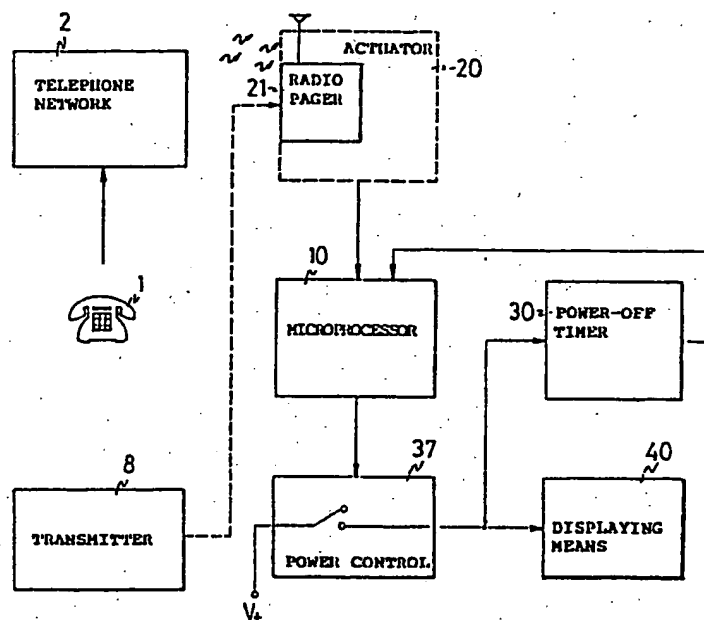 2
TELEPHONE
NETWORK
ACTUATOR
20
21
RADIO
PAGER
1
10
MICROPROCESSOR
30
POWER-OFF
TIMER
8
TRANSMITTER
37
POWER CONTROL
V+
40
DISPLAYING
MEANS